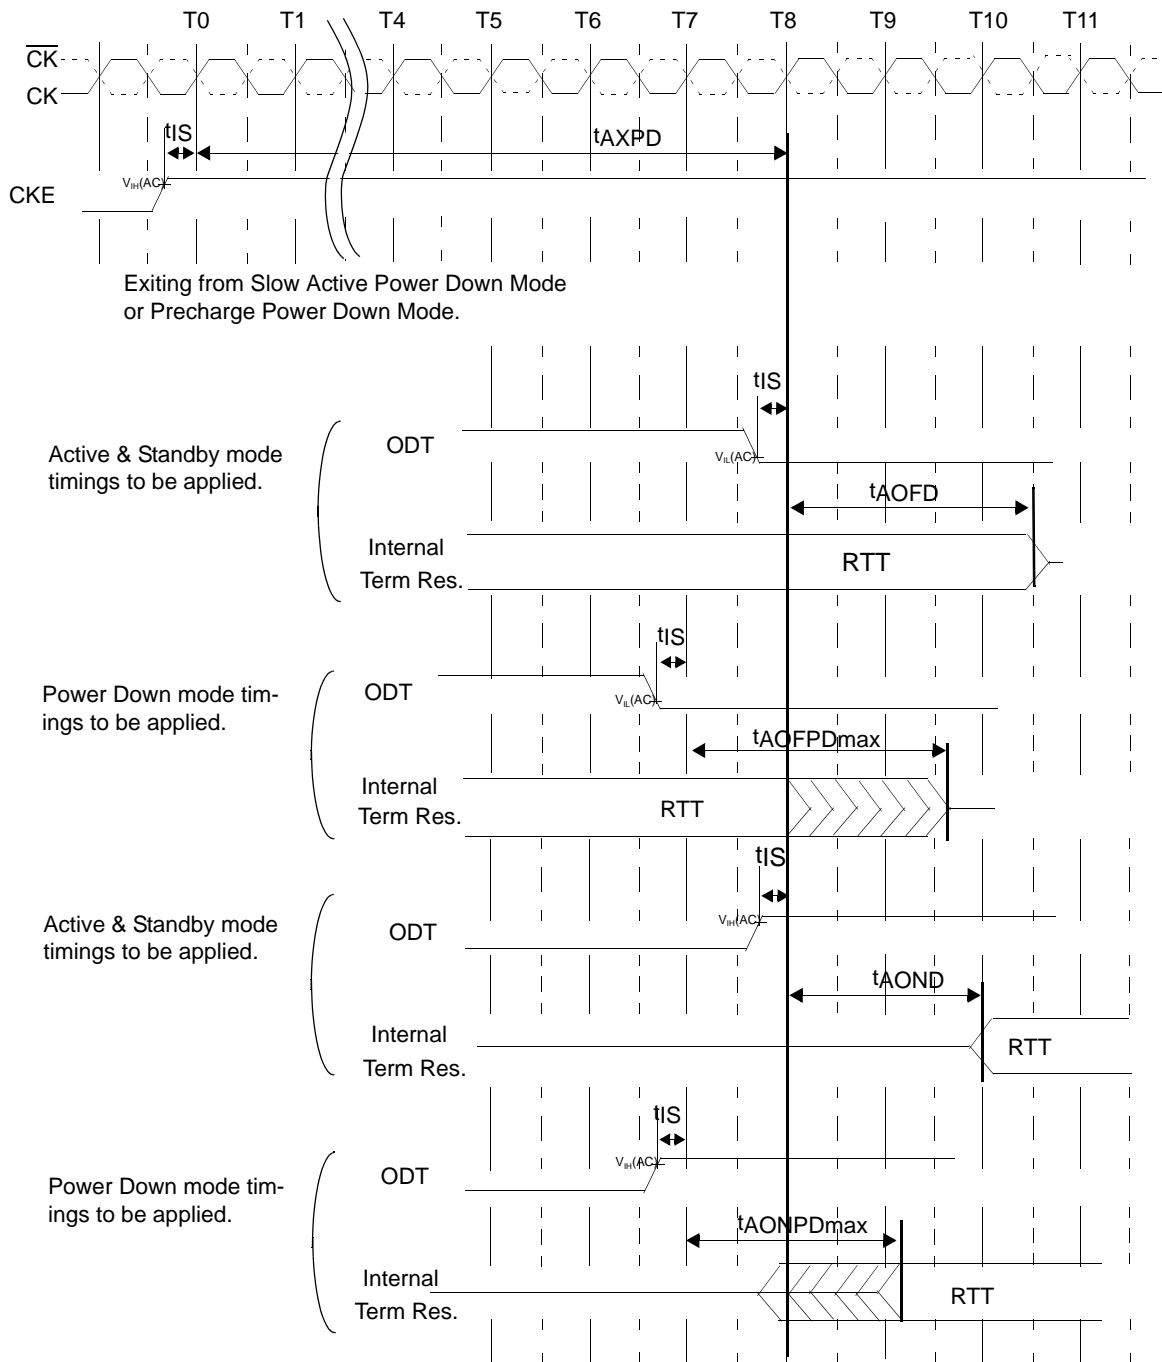 T0 T1 T4 T5 T6 T7 T8 T9 T10 T11
CK
CK
tIS
tAXPD
VIH(AC)
CKE
Exiting from Slow Active Power Down Mode
or Precharge Power Down Mode.
tIS
Active & Standby mode
timings to be applied.
ODT
VIL(AC)
tAOFD
Internal
Term Res.
RTT
tIS
Power Down mode tim-
ings to be applied.
ODT
VIL(AC)
tAOFPDmax
Internal
Term Res.
RTT
tIS
Active & Standby mode
timings to be applied.
ODT
VIH(AC)
tAOND
Internal
Term Res.
RTT
tIS
Power Down mode tim-
ings to be applied.
ODT
VIH(AC)
tAONPDmax
Internal
Term Res.
RTT